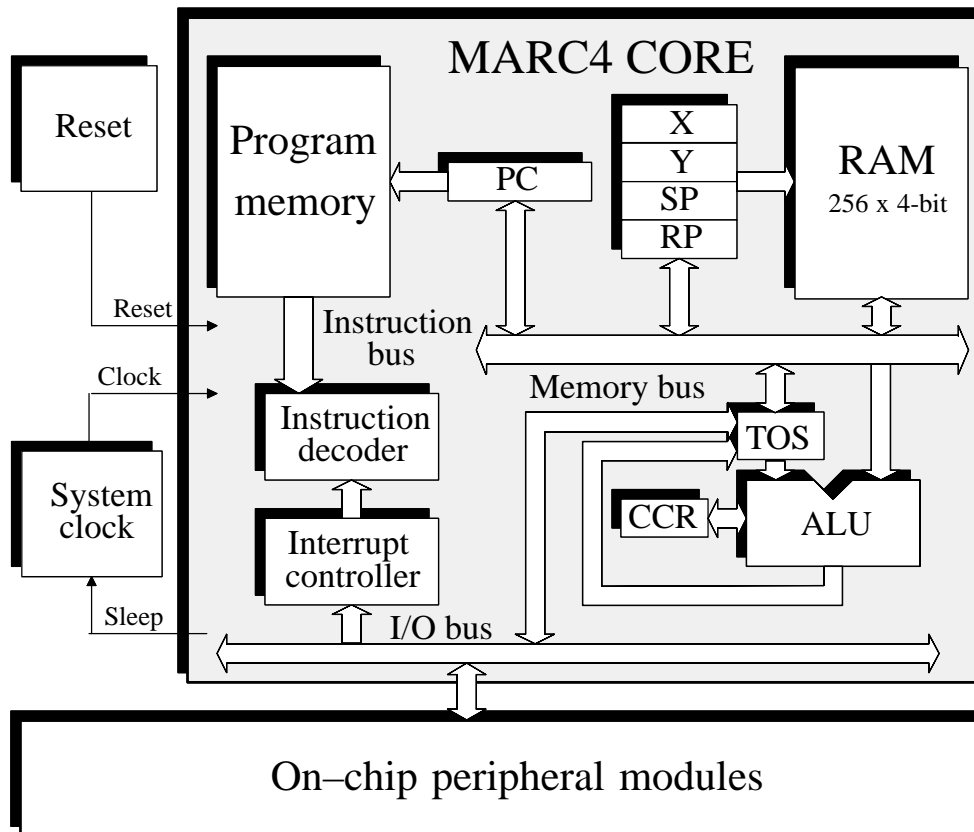 MARC4 CORE
Reset
Program
memory
PC
X
Y
SP
RP
RAM
256 x 4-bit
Reset
Instruction
bus
Clock
Memory bus
Instruction
decoder
TOS
System
clock
CCR
ALU
Interrupt
controller
Sleep
I/O bus
On–chip peripheral modules